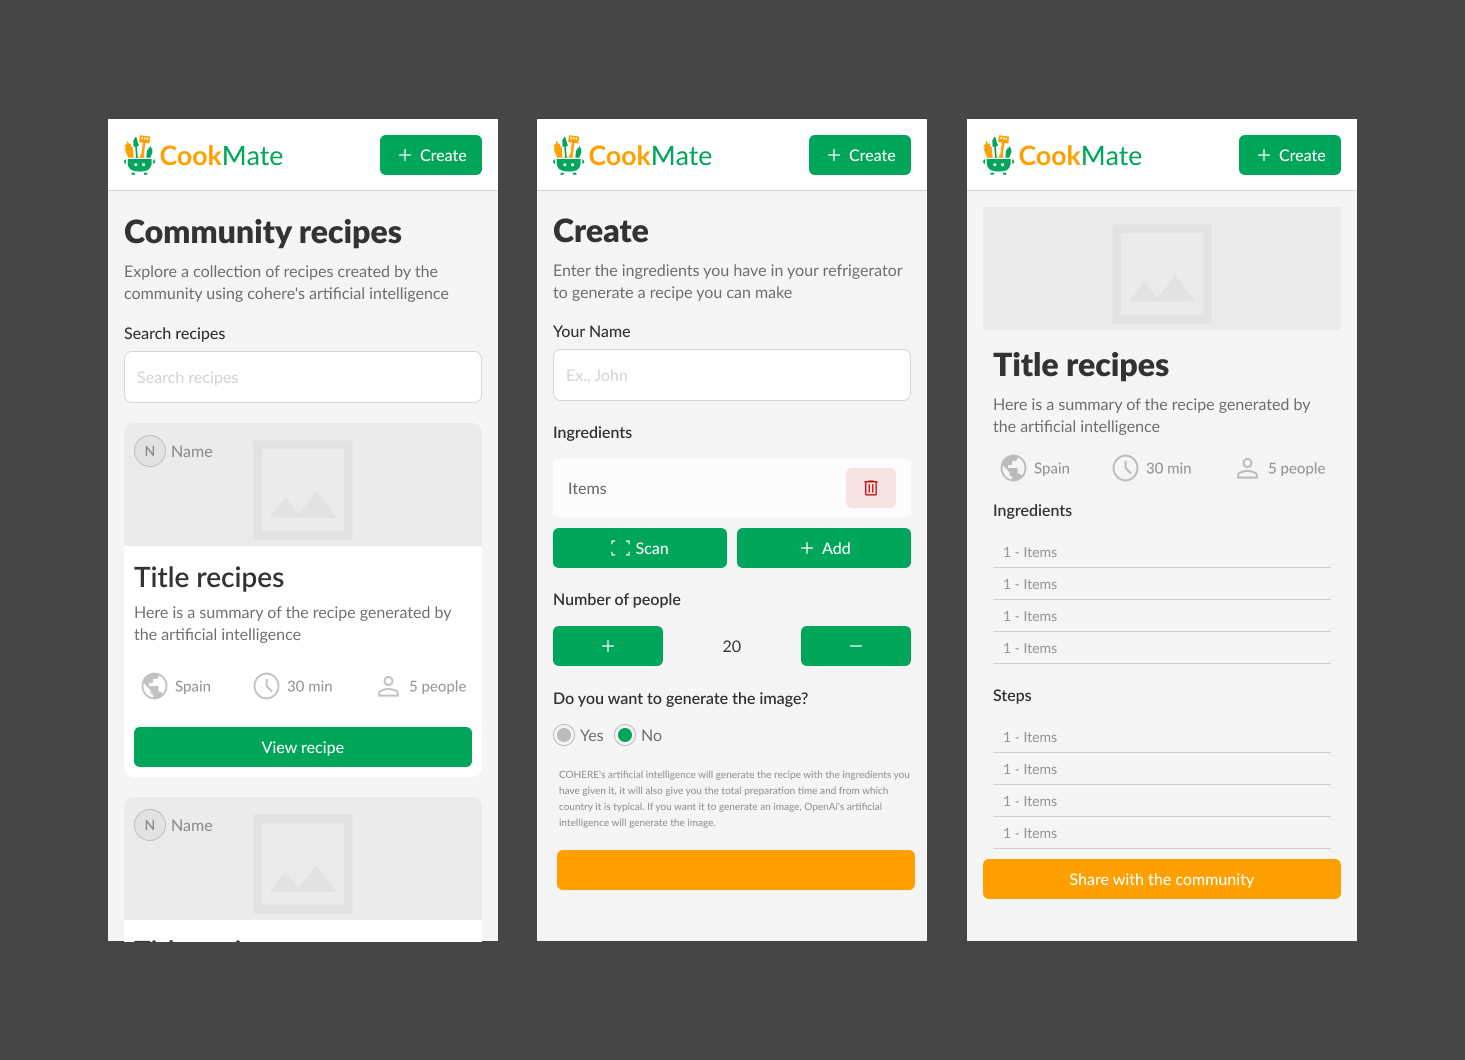 CookMate
+ Create
Community recipes
Explore a collection of recipes created by the
community using cohere's artificial intelligence
Search recipes
Search recipes
N Name
Title recipes
Here is a summary of the recipe generated by
the artificial intelligence
Spain 30 min 5 people
View recipe
N Name
CookMate
+ Create
Create
Enter the ingredients you have in your refrigerator
to generate a recipe you can make
Your Name
Ex., John
Ingredients
Items
Scan + Add
Number of people
+ 20 −
Do you want to generate the image?
Yes No
COHERE's artificial intelligence will generate the recipe with the ingredients you
have given it, it will also give you the total preparation time and from which
country it is typical. If you want it to generate an image, OpenAi's artificial
intelligence will generate the image.
CookMate
+ Create
Title recipes
Here is a summary of the recipe generated by
the artificial intelligence
Spain 30 min 5 people
Ingredients
1 - Items
1 - Items
1 - Items
1 - Items
Steps
1 - Items
1 - Items
1 - Items
1 - Items
Share with the community